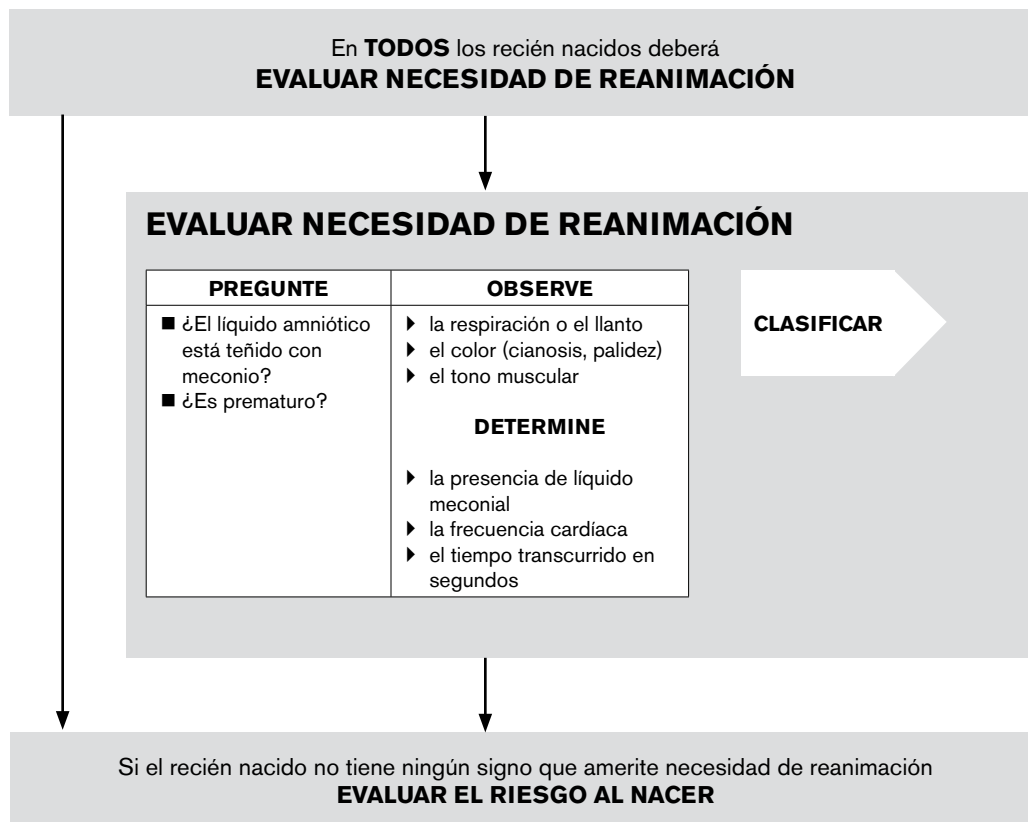 En TODOS los recién nacidos deberá
EVALUAR NECESIDAD DE REANIMACIÓN
EVALUAR NECESIDAD DE REANIMACIÓN
PREGUNTE
■ ¿El líquido amniótico
está teñido con
meconio?
■ ¿Es prematuro?
OBSERVE
la respiración o el llanto
el color (cianosis, palidez)
el tono muscular
DETERMINE
la presencia de líquido
meconial
la frecuencia cardíaca
el tiempo transcurrido en
segundos
CLASIFICAR
Si el recién nacido no tiene ningún signo que amerite necesidad de reanimación
EVALUAR EL RIESGO AL NACER